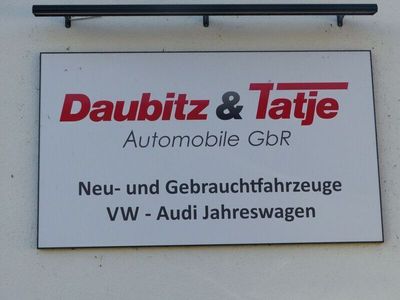 Daubitz & Tatje
Automobile GbR
Neu- und Gebrauchtfahrzeuge
VW - Audi Jahreswagen